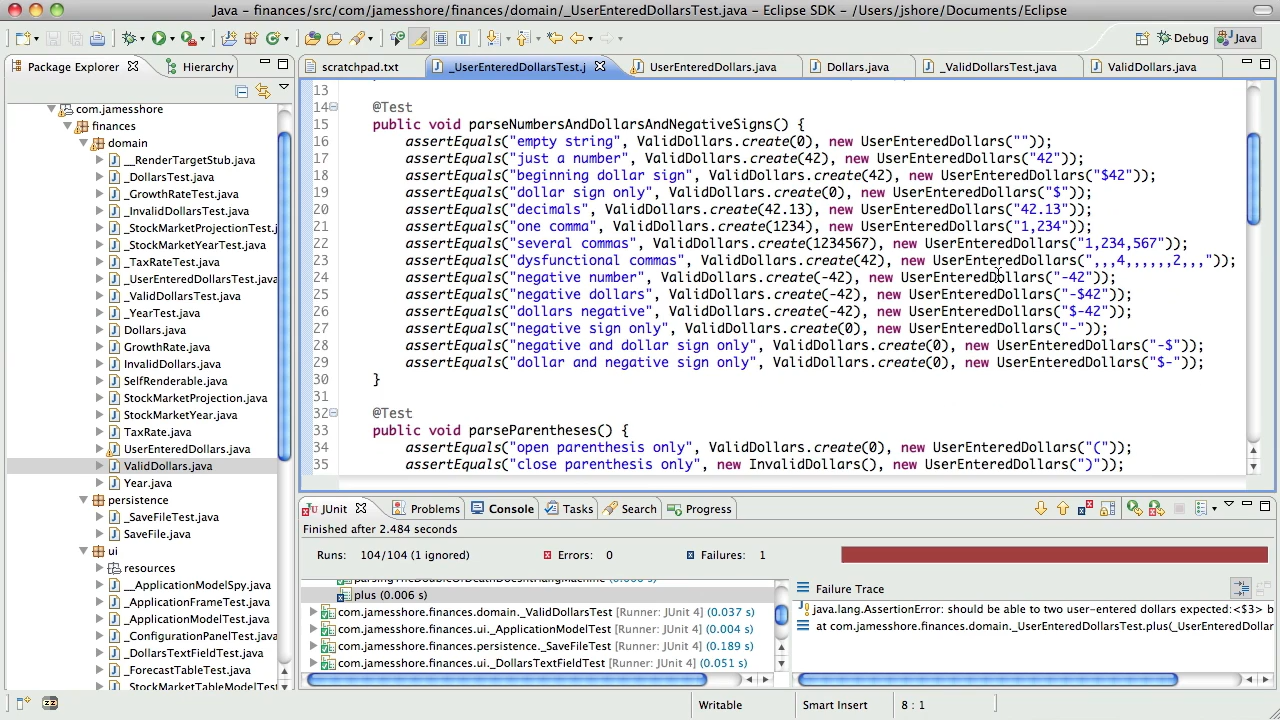 Java – finances/src/com/jamesshore/finances/domain/_UserEnteredDollarsTest.java – Eclipse SDK – /Users/jshore/Documents/Eclipse
Debug Java
Package Explorer Hierarchy
scratchpad.txt _UserEnteredDollarsTest.j UserEnteredDollars.java Dollars.java _ValidDollarsTest.java ValidDollars.java
com.jamesshore
finances
domain
__RenderTargetStub.java
_DollarsTest.java
_GrowthRateTest.java
_InvalidDollarsTest.java
_StockMarketProjectionTest.j
_StockMarketYearTest.java
_TaxRateTest.java
_UserEnteredDollarsTest.java
_ValidDollarsTest.java
_YearTest.java
Dollars.java
GrowthRate.java
InvalidDollars.java
SelfRenderable.java
StockMarketProjection.java
StockMarketYear.java
TaxRate.java
UserEnteredDollars.java
ValidDollars.java
Year.java
persistence
_SaveFileTest.java
SaveFile.java
ui
resources
__ApplicationModelSpy.java
_ApplicationFrameTest.java
_ApplicationModelTest.java
_ConfigurationPanelTest.java
_DollarsTextFieldTest.java
_ForecastTableTest.java
_StockMarketTableModelTest
13
14 @Test
15 public void parseNumbersAndDollarsAndNegativeSigns() {
16 assertEquals("empty string", ValidDollars.create(0), new UserEnteredDollars(""));
17 assertEquals("just a number", ValidDollars.create(42), new UserEnteredDollars("42"));
18 assertEquals("beginning dollar sign", ValidDollars.create(42), new UserEnteredDollars("$42"));
19 assertEquals("dollar sign only", ValidDollars.create(0), new UserEnteredDollars("$"));
20 assertEquals("decimals", ValidDollars.create(42.13), new UserEnteredDollars("42.13"));
21 assertEquals("one comma", ValidDollars.create(1234), new UserEnteredDollars("1,234"));
22 assertEquals("several commas", ValidDollars.create(1234567), new UserEnteredDollars("1,234,567"));
23 assertEquals("dysfunctional commas", ValidDollars.create(42), new UserEnteredDollars(",,,4,,,,,,2,,,"));
24 assertEquals("negative number", ValidDollars.create(-42), new UserEnteredDollars("-42"));
25 assertEquals("negative dollars", ValidDollars.create(-42), new UserEnteredDollars("-$42"));
26 assertEquals("dollars negative", ValidDollars.create(-42), new UserEnteredDollars("$-42"));
27 assertEquals("negative sign only", ValidDollars.create(0), new UserEnteredDollars("-"));
28 assertEquals("negative and dollar sign only", ValidDollars.create(0), new UserEnteredDollars("-$"));
29 assertEquals("dollar and negative sign only", ValidDollars.create(0), new UserEnteredDollars("$-"));
30 }
31
32 @Test
33 public void parseParentheses() {
34 assertEquals("open parenthesis only", ValidDollars.create(0), new UserEnteredDollars("("));
35 assertEquals("close parenthesis only", new InvalidDollars(), new UserEnteredDollars(")"));
JUnit Problems Console Tasks Search Progress
Finished after 2.484 seconds
Runs: 104/104 (1 ignored) Errors: 0 Failures: 1
parsingTheDoubleOfDeathDoesntHangMachine (0.000 s)
plus (0.006 s)
com.jamesshore.finances.domain._ValidDollarsTest [Runner: JUnit 4] (0.037 s)
com.jamesshore.finances.ui._ApplicationModelTest [Runner: JUnit 4] (0.004 s)
com.jamesshore.finances.persistence._SaveFileTest [Runner: JUnit 4] (0.189 s)
com.jamesshore.finances.ui._DollarsTextFieldTest [Runner: JUnit 4] (0.051 s)
Failure Trace
java.lang.AssertionError: should be able to two user-entered dollars expected:<$3> b
at com.jamesshore.finances.domain._UserEnteredDollarsTest.plus(_UserEnteredDollar
Writable Smart Insert 8 : 1